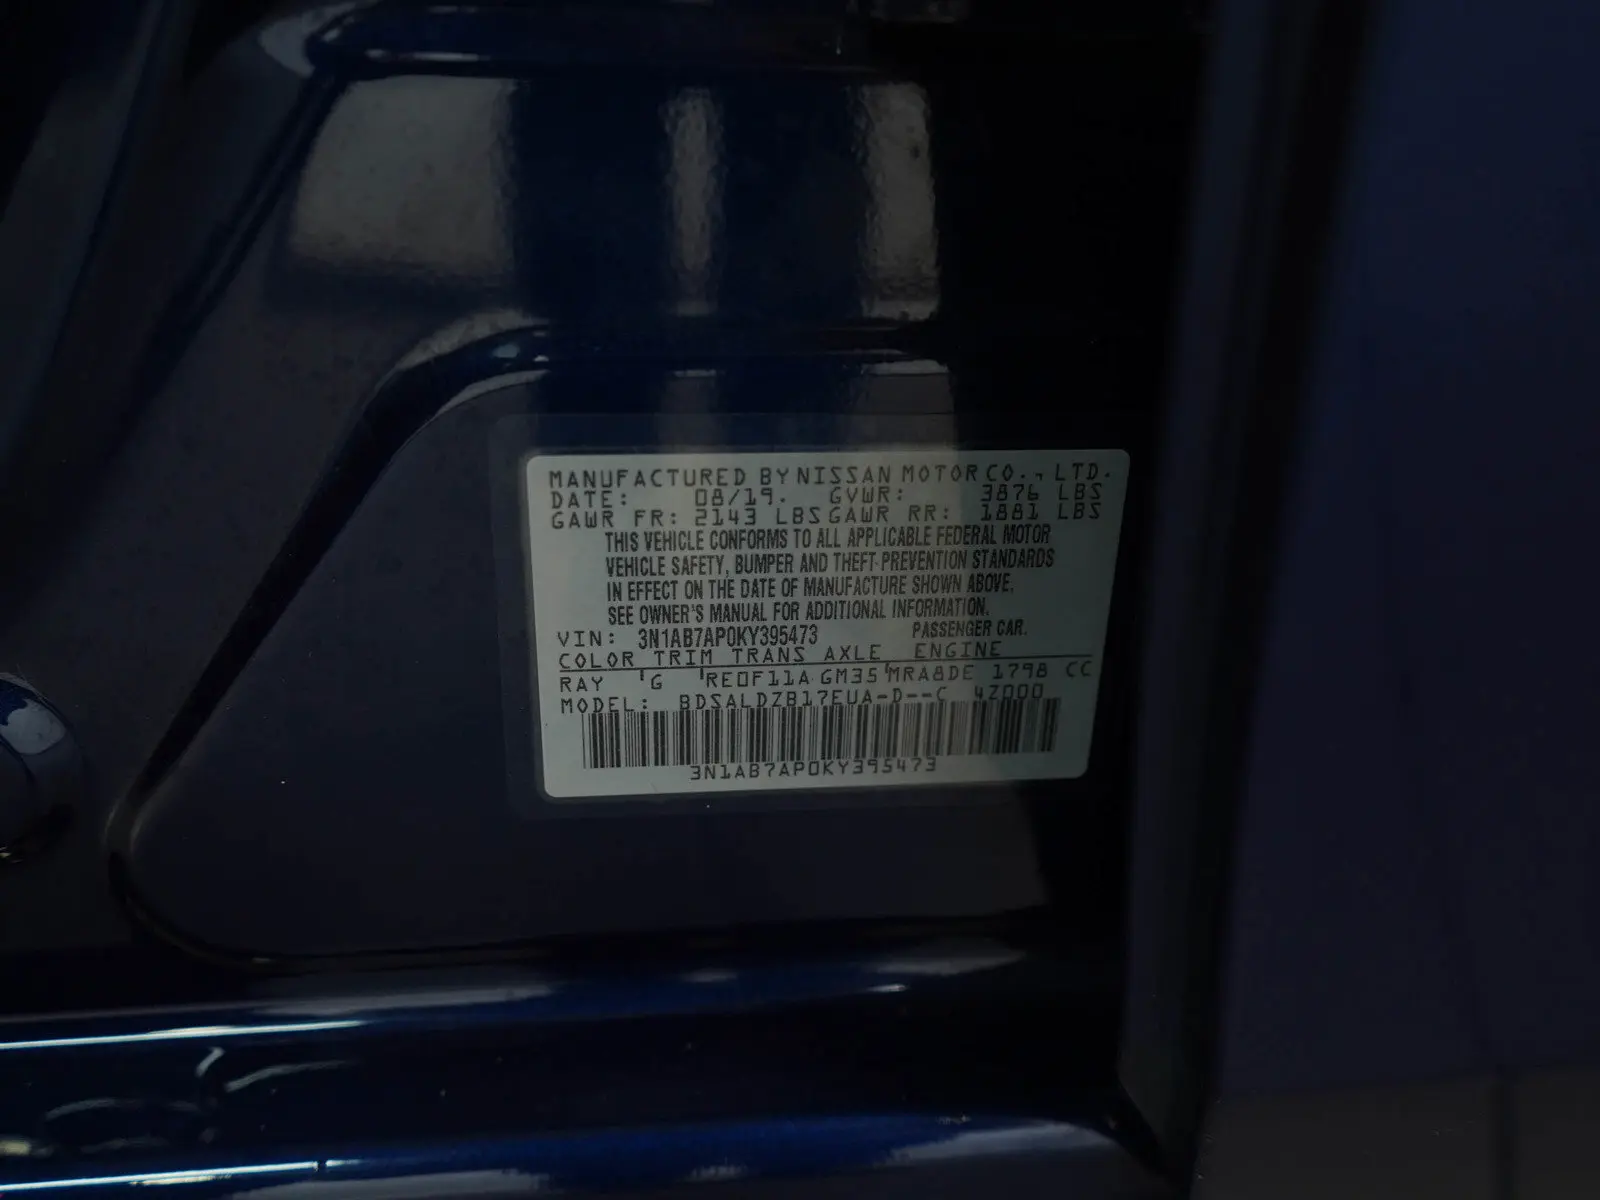 MANUFACTURED BY NISSAN MOTOR CO., LTD.
DATE: 08/19. GVWR: 3876 LBS
GAWR FR: 2143 LBS GAWR RR: 1881 LBS
THIS VEHICLE CONFORMS TO ALL APPLICABLE FEDERAL MOTOR
VEHICLE SAFETY, BUMPER AND THEFT-PREVENTION STANDARDS
IN EFFECT ON THE DATE OF MANUFACTURE SHOWN ABOVE.
SEE OWNER'S MANUAL FOR ADDITIONAL INFORMATION.
VIN: 3N1AB7AP0KY395473 PASSENGER CAR.
COLOR TRIM TRANS AXLE ENGINE
RAY 'G 'RE0F11A GM35 'MRA8DE 1798 CC
MODEL: BDSALDZB17EUA-D--C 4Z000
3N1AB7AP0KY395473